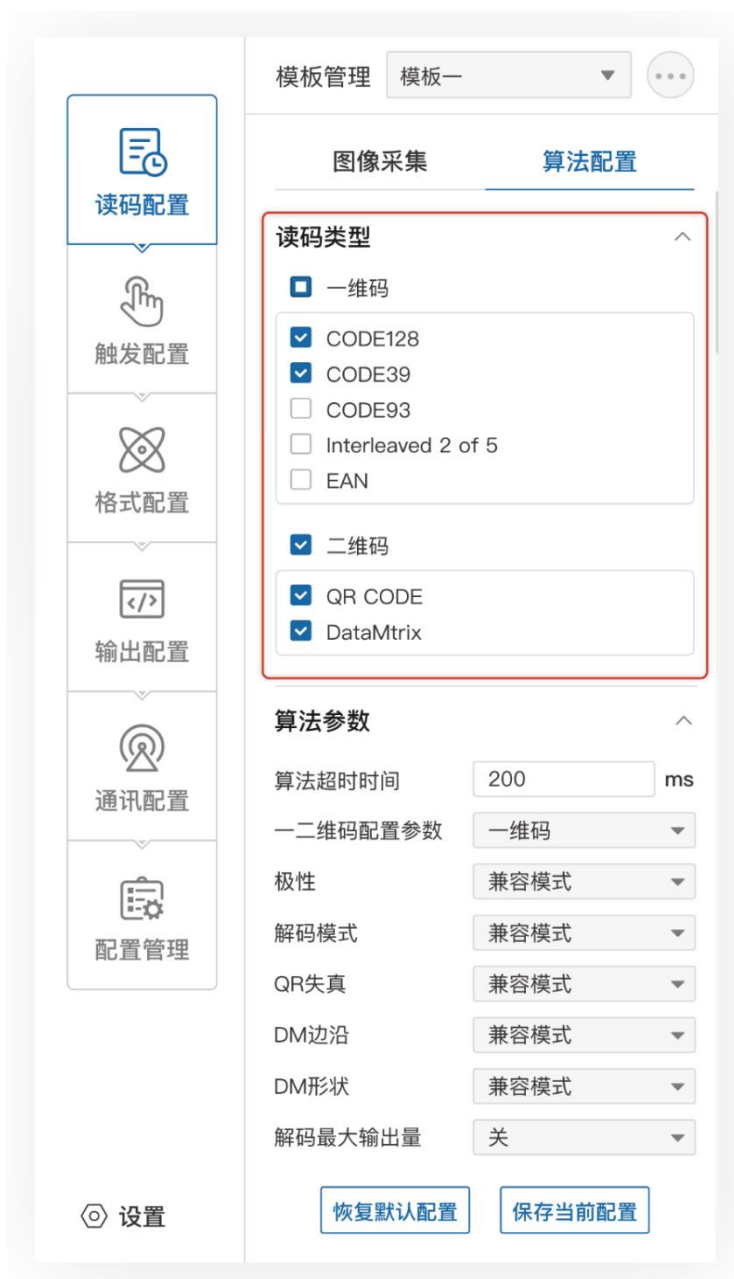 模板管理 模板一
读码配置
触发配置
格式配置
输出配置
通讯配置
配置管理
设置
图像采集 算法配置
读码类型
一维码
CODE128
CODE39
CODE93
Interleaved 2 of 5
EAN
二维码
QR CODE
DataMtrix
算法参数
算法超时时间 200 ms
一二维码配置参数 一维码
极性 兼容模式
解码模式 兼容模式
QR失真 兼容模式
DM边沿 兼容模式
DM形状 兼容模式
解码最大输出量 关
恢复默认配置 保存当前配置